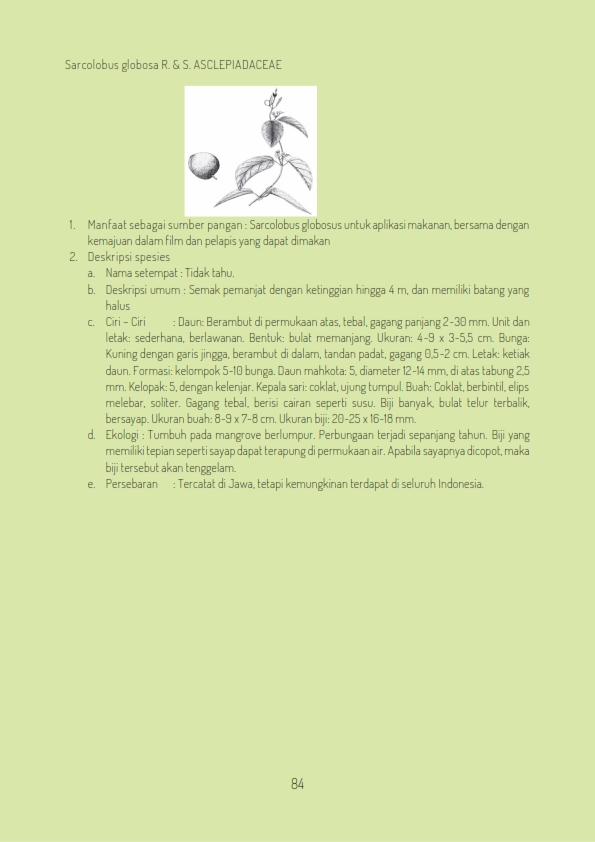 Sarcolobus globosa R. & S. ASCLEPIADACEAE
1. Manfaat sebagai sumber pangan : Sarcolobus globosus untuk aplikasi makanan, bersama dengan
kemajuan dalam film dan pelapis yang dapat dimakan
2. Deskripsi spesies
a. Nama setempat : Tidak tahu.
b. Deskripsi umum : Semak pemanjat dengan ketinggian hingga 4 m, dan memiliki batang yang
halus
c. Ciri – Ciri : Daun: Berambut di permukaan atas, tebal, gagang panjang 2-30 mm. Unit dan
letak: sederhana, berlawanan. Bentuk: bulat memanjang. Ukuran: 4-9 x 3-5,5 cm. Bunga:
Kuning dengan garis jingga, berambut di dalam, tandan padat, gagang 0,5-2 cm. Letak: ketiak
daun. Formasi: kelompok 5-10 bunga. Daun mahkota: 5, diameter 12-14 mm, di atas tabung 2,5
mm. Kelopak: 5, dengan kelenjar. Kepala sari: coklat, ujung tumpul. Buah: Coklat, berbintil, elips
melebar, soliter. Gagang tebal, berisi cairan seperti susu. Biji banyak, bulat telur terbalik,
bersayap. Ukuran buah: 8-9 x 7-8 cm. Ukuran biji: 20-25 x 16-18 mm.
d. Ekologi : Tumbuh pada mangrove berlumpur. Perbungaan terjadi sepanjang tahun. Biji yang
memiliki tepian seperti sayap dapat terapung di permukaan air. Apabila sayapnya dicopot, maka
biji tersebut akan tenggelam.
e. Persebaran : Tercatat di Jawa, tetapi kemungkinan terdapat di seluruh Indonesia.
84